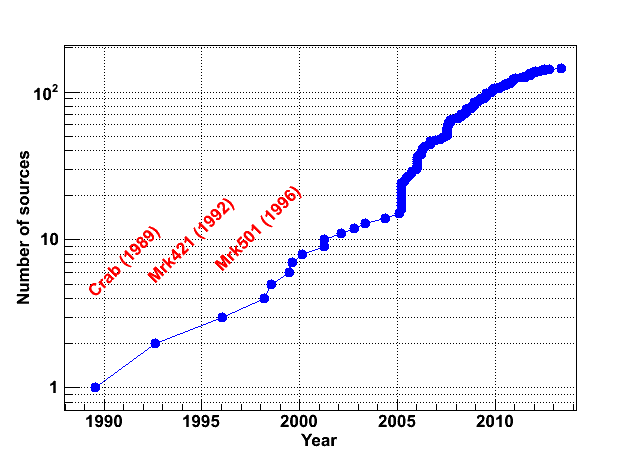 Number of sources
10²
10
1
Crab (1989)
Mrk421 (1992)
Mrk501 (1996)
1990 1995 2000 2005 2010
Year